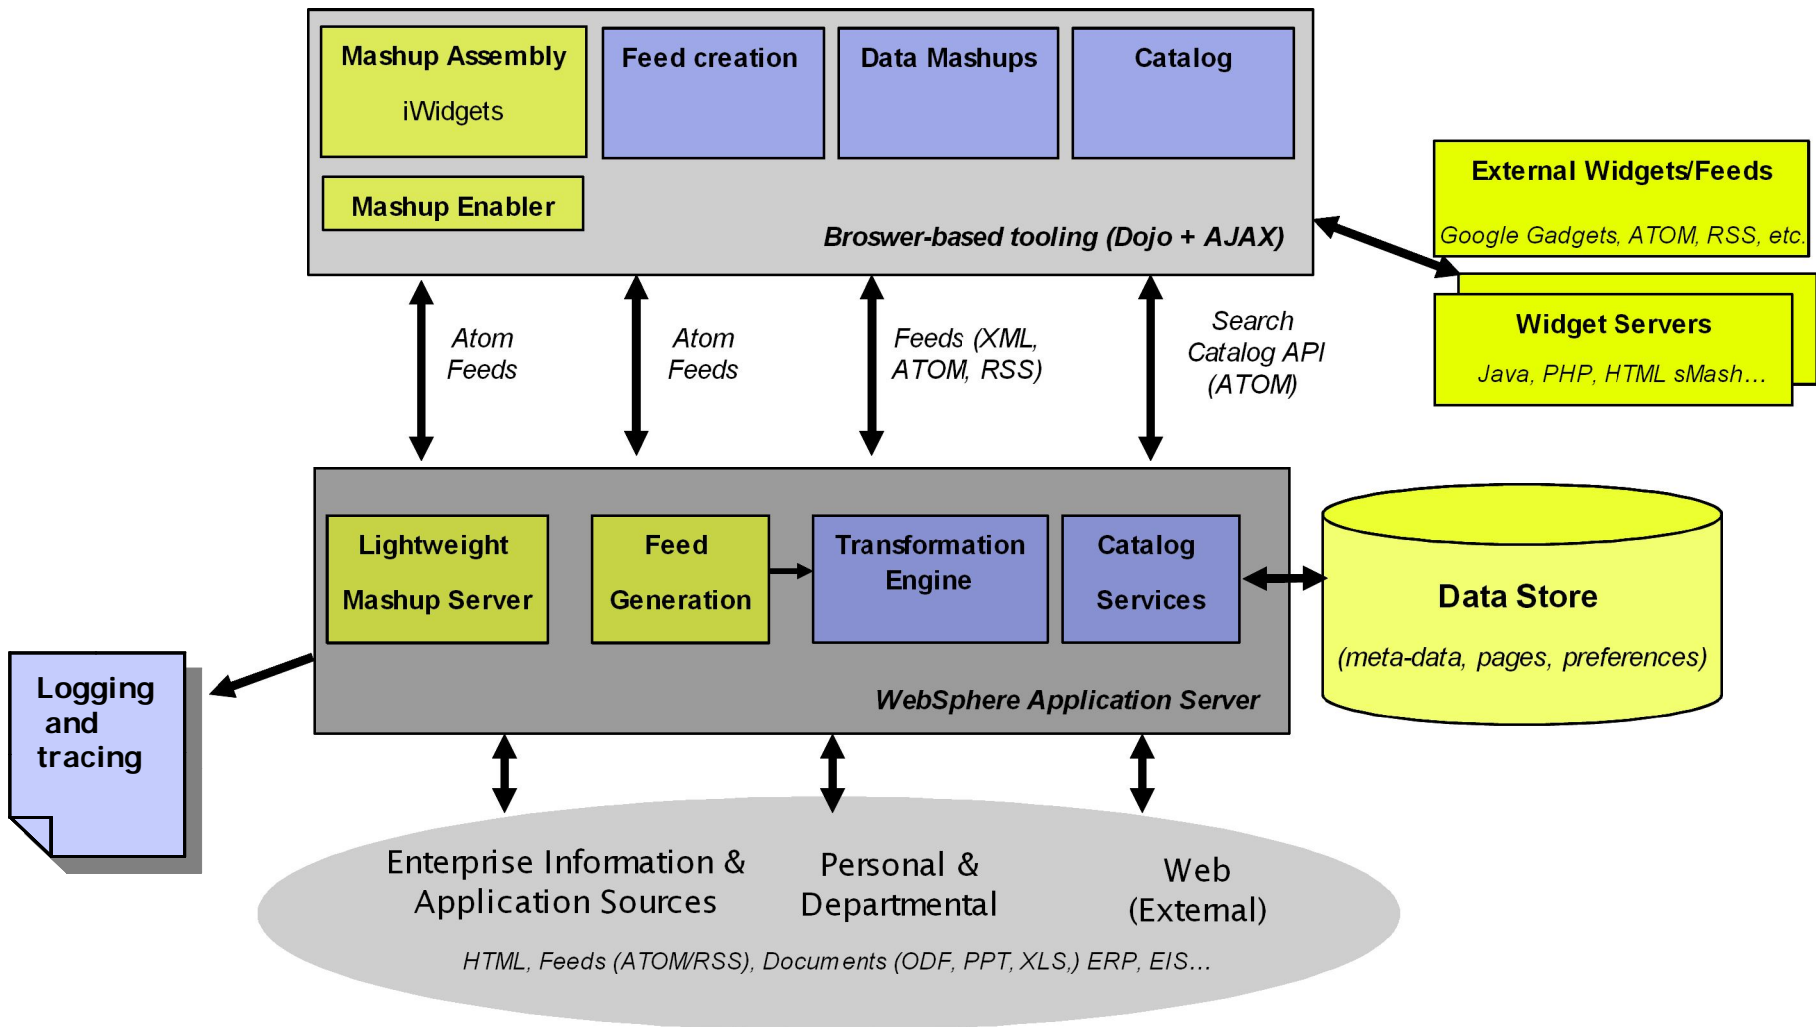 Mashup Assembly
iWidgets
Feed creation
Data Mashups
Catalog
Mashup Enabler
Broswer-based tooling (Dojo + AJAX)
External Widgets/Feeds
Google Gadgets, ATOM, RSS, etc.
Widget Servers
Java, PHP, HTML sMash...
Atom
Feeds
Atom
Feeds
Feeds (XML,
ATOM, RSS)
Search
Catalog API
(ATOM)
Lightweight
Mashup Server
Feed
Generation
Transformation
Engine
Catalog
Services
WebSphere Application Server
Data Store
(meta-data, pages, preferences)
Logging
and
tracing
Enterprise Information &
Application Sources
Personal &
Departmental
Web
(External)
HTML, Feeds (ATOM/RSS), Documents (ODF, PPT, XLS,) ERP, EIS...